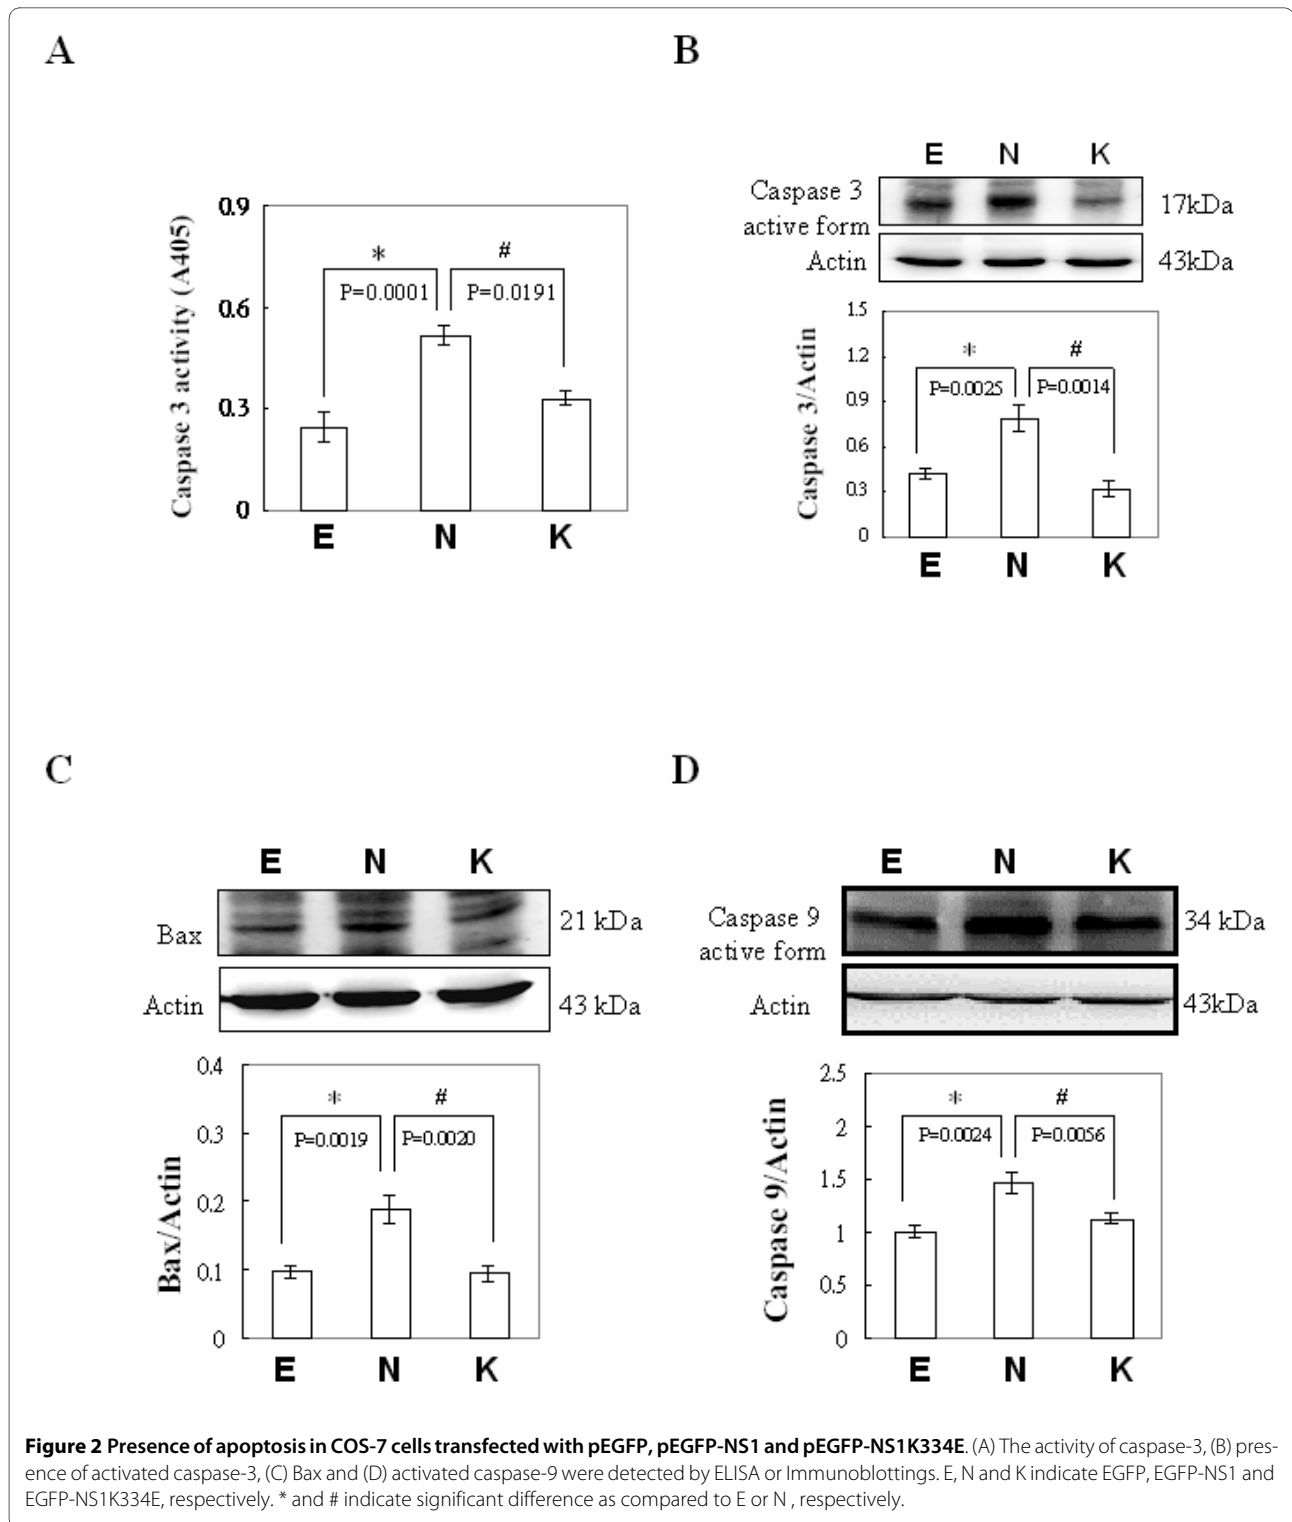 A
0.9
0.6
0.3
0
Caspase 3 activity (A405)
*
#
P=0.0001
P=0.0191
E N K
B
E N K
Caspase 3
active form
17kDa
Actin
43kDa
1.5
1.2
0.9
0.6
0.3
0
Caspase 3/Actin
*
#
P=0.0025
P=0.0014
E N K
C
E N K
Bax
21 kDa
Actin
43 kDa
0.4
0.3
0.2
0.1
0
Bax/Actin
*
#
P=0.0019
P=0.0020
E N K
D
E N K
Caspase 9
active form
34 kDa
Actin
43kDa
2.5
2
1.5
1
0.5
0
Caspase 9/Actin
*
#
P=0.0024
P=0.0056
E N K
Figure 2 Presence of apoptosis in COS-7 cells transfected with pEGFP, pEGFP-NS1 and pEGFP-NS1K334E. (A) The activity of caspase-3, (B) pres-
ence of activated caspase-3, (C) Bax and (D) activated caspase-9 were detected by ELISA or Immunoblottings. E, N and K indicate EGFP, EGFP-NS1 and
EGFP-NS1K334E, respectively. * and # indicate significant difference as compared to E or N , respectively.